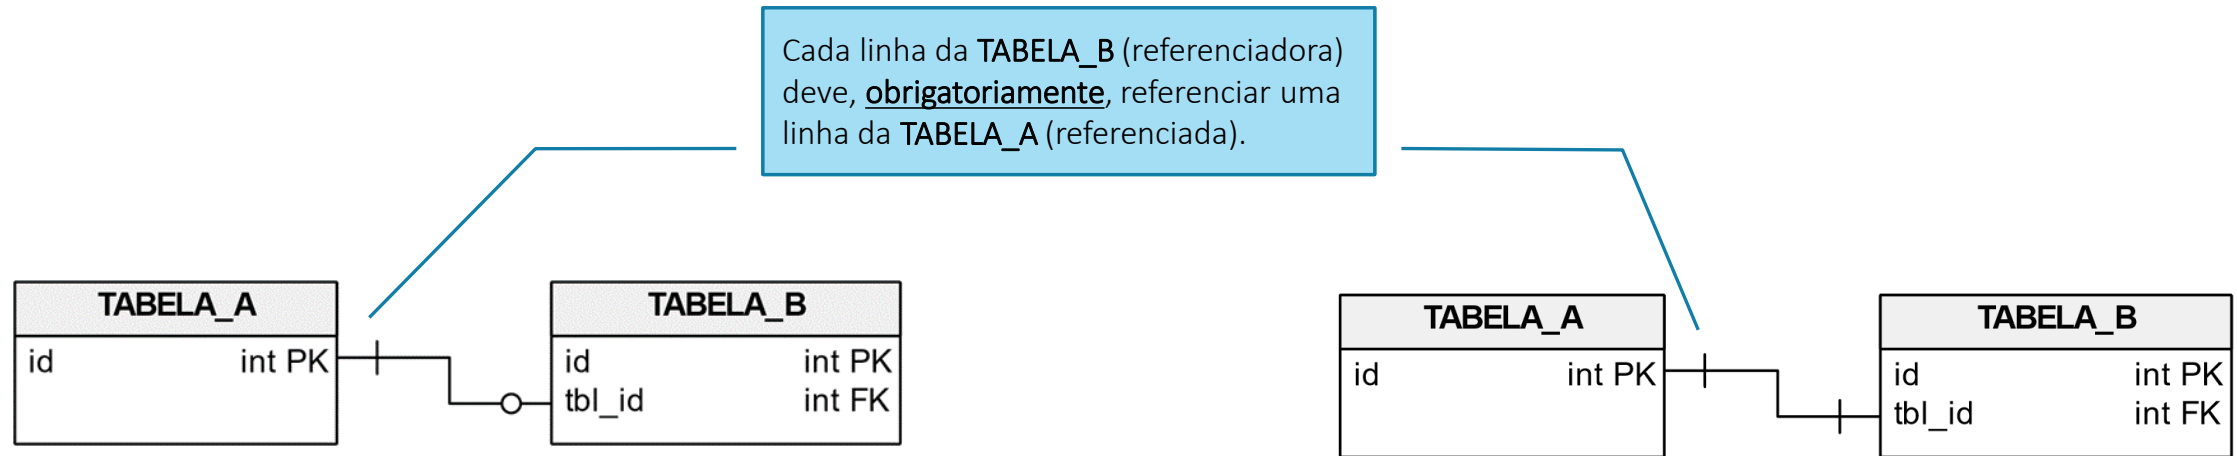 Cada linha da TABELA_B (referenciadora)
deve, obrigatoriamente, referenciar uma
linha da TABELA_A (referenciada).
TABELA_A
id int PK
TABELA_B
id int PK
tbl_id int FK
TABELA_A
id int PK
TABELA_B
id int PK
tbl_id int FK